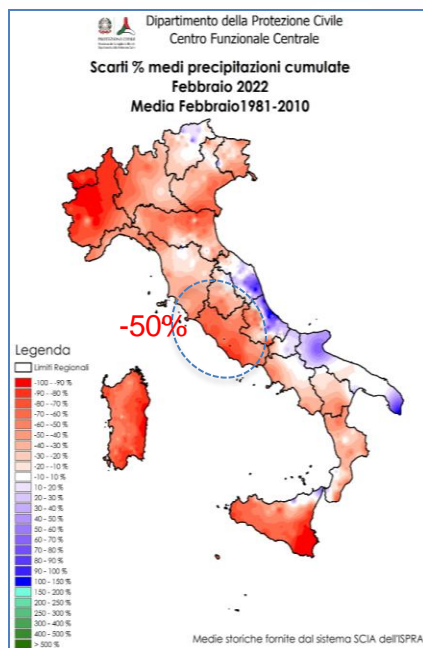 Dipartimento della Protezione Civile
Centro Funzionale Centrale
Scarti % medi precipitazioni cumulate
Febbraio 2022
Media Febbraio1981-2010
-50%
Legenda
Limiti Regionali
-100 - -90 %
-90 - -80 %
-80 - -70 %
-70 - -60 %
-60 - -50 %
-50 - -40 %
-40 - -30 %
-30 - -20 %
-20 - -10 %
-10 - 10 %
10 - 20 %
20 - 30 %
30 - 40 %
40 - 50 %
50 - 60 %
60 - 70 %
70 - 80 %
80 - 90 %
90 - 100 %
100 - 150 %
150 - 200 %
200 - 250 %
250 - 300 %
300 - 400 %
400 - 500 %
> 500 %
Medie storiche fornite dal sistema SCIA dell'ISPRA